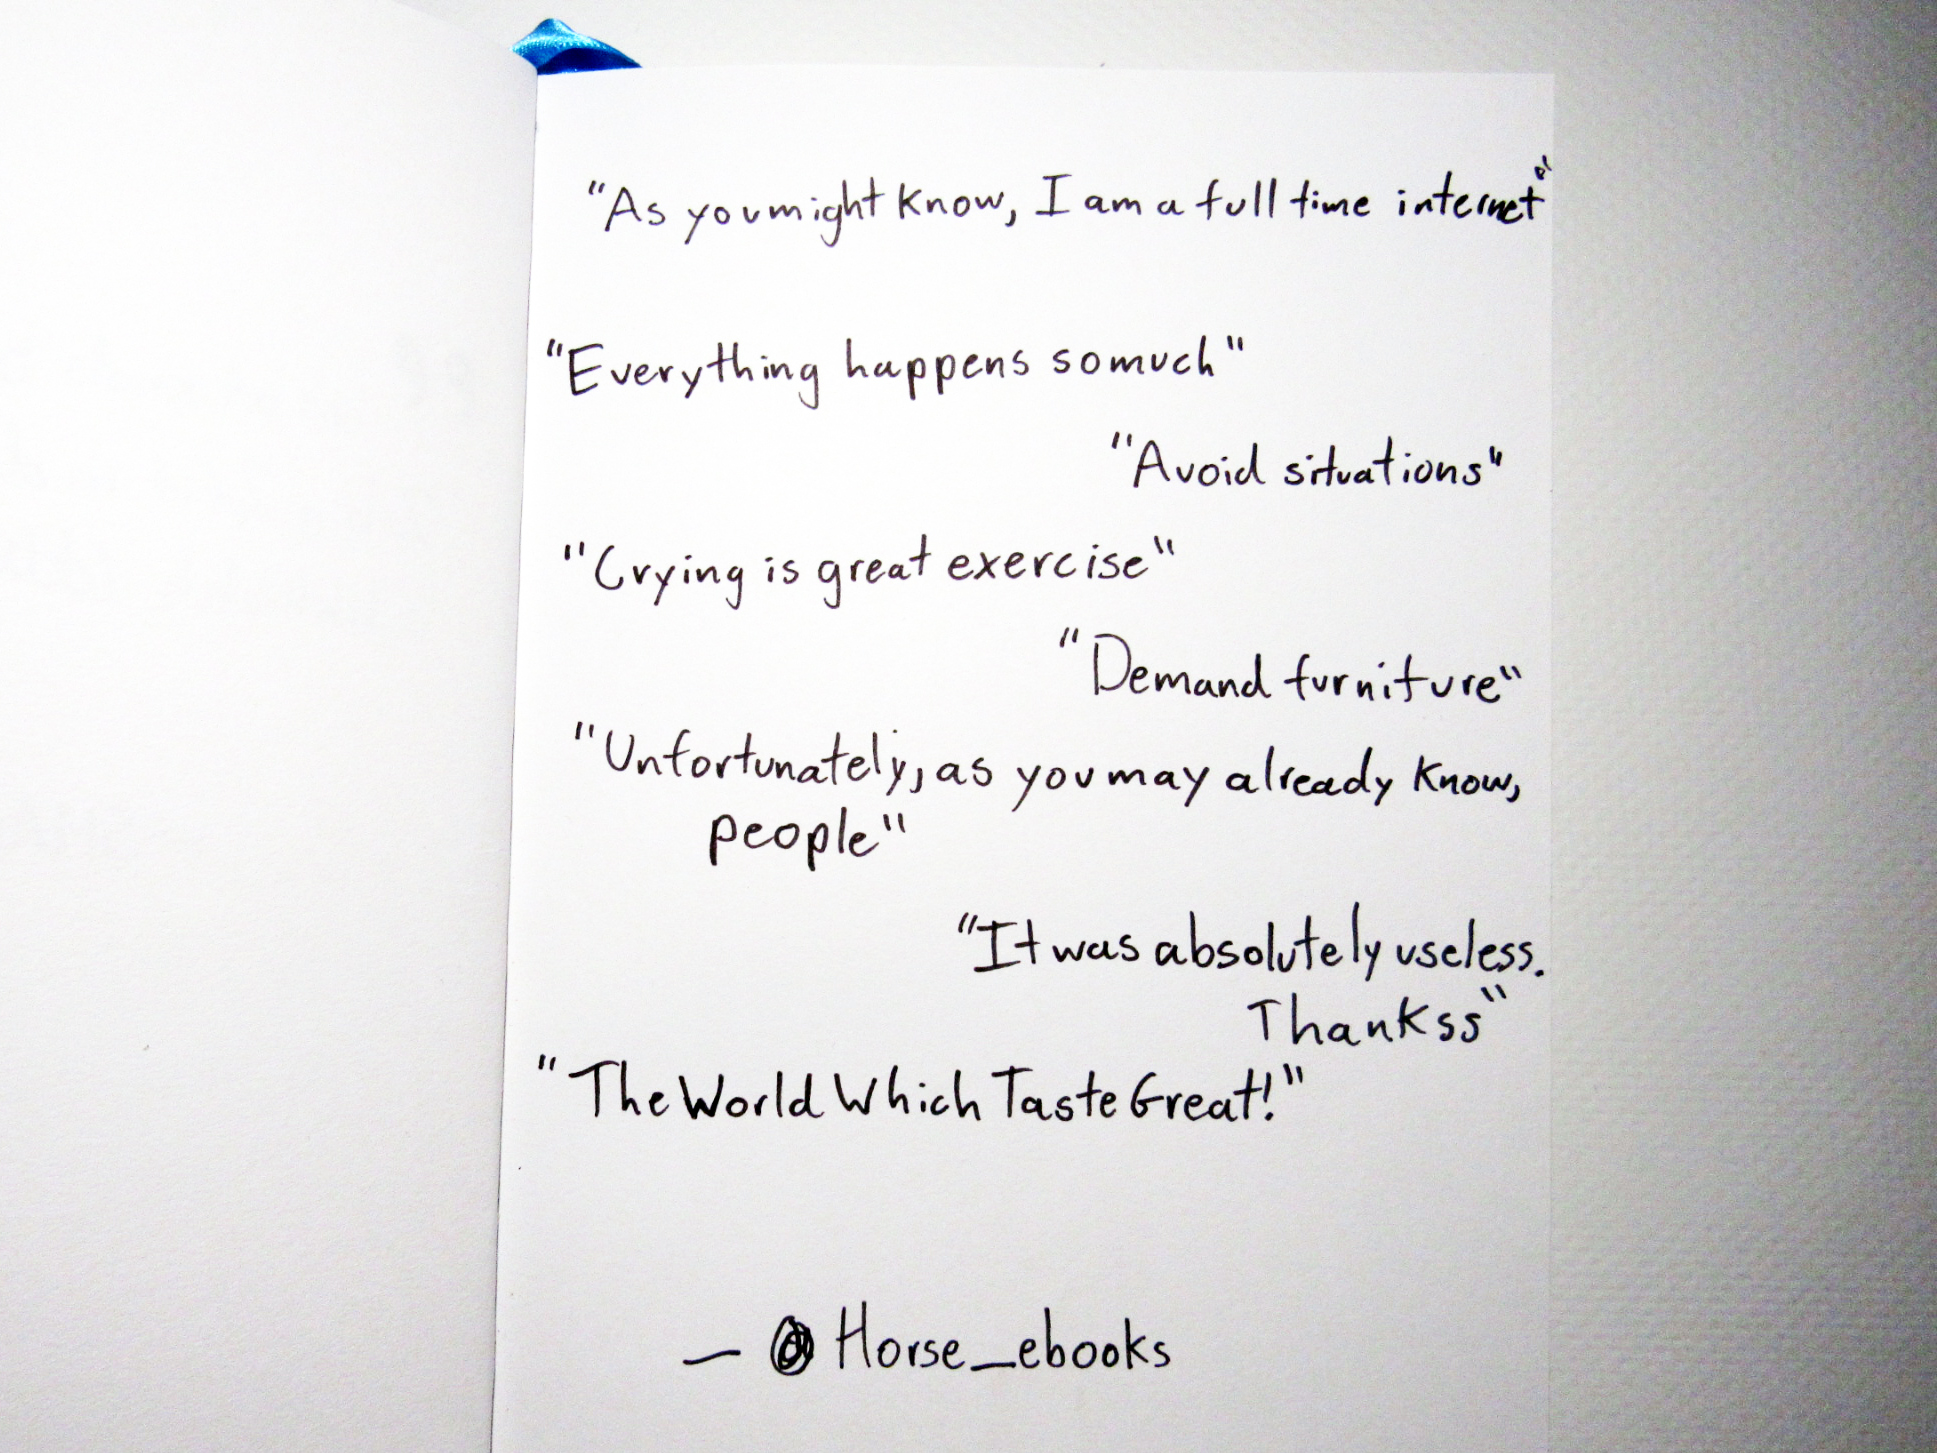 "As you might know, I am a full time internet"
"Everything happens so much"
"Avoid situations"
"Crying is great exercise"
"Demand furniture"
"Unfortunately, as you may already know,
people"
"It was absolutely useless.
Thankss"
"The World Which Taste Great!"
— @Horse_ebooks